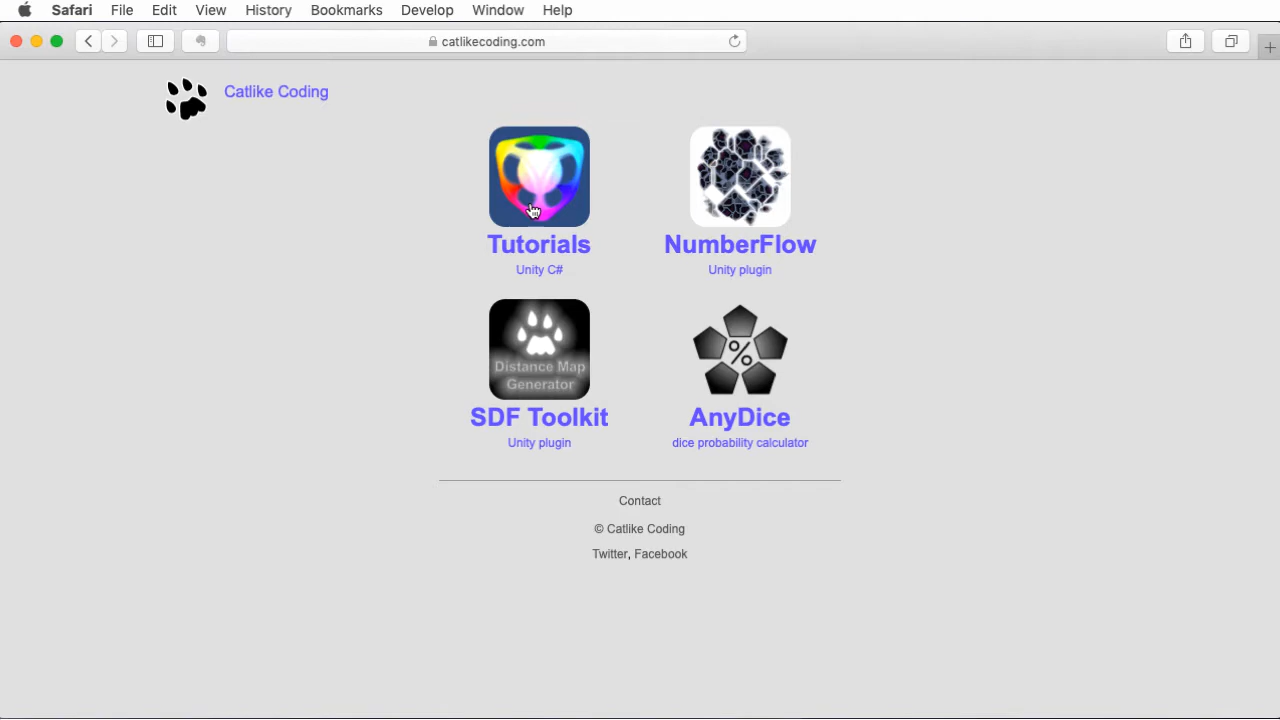 Safari File Edit View History Bookmarks Develop Window Help
catlikecoding.com
Catlike Coding
Tutorials
Unity C#
NumberFlow
Unity plugin
Distance Map
Generator
SDF Toolkit
Unity plugin
%
AnyDice
dice probability calculator
Contact
© Catlike Coding
Twitter, Facebook